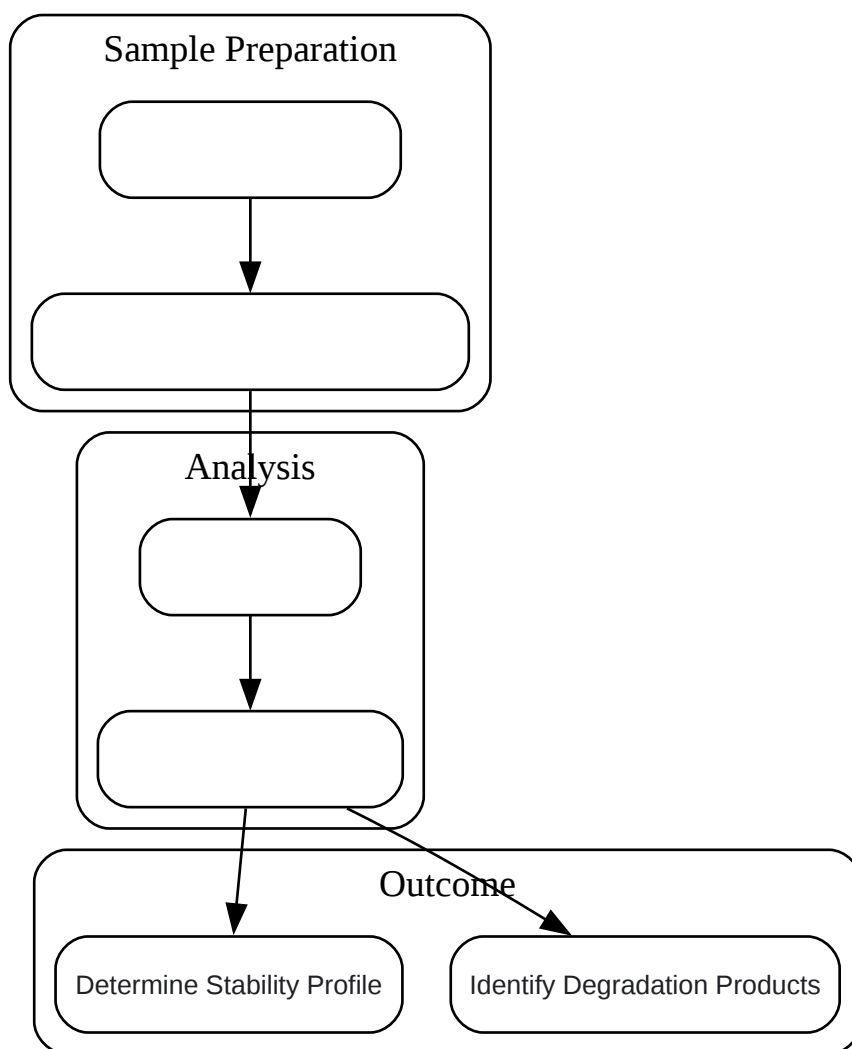 Sample Preparation
Analysis
Outcome
Determine Stability Profile
Identify Degradation Products